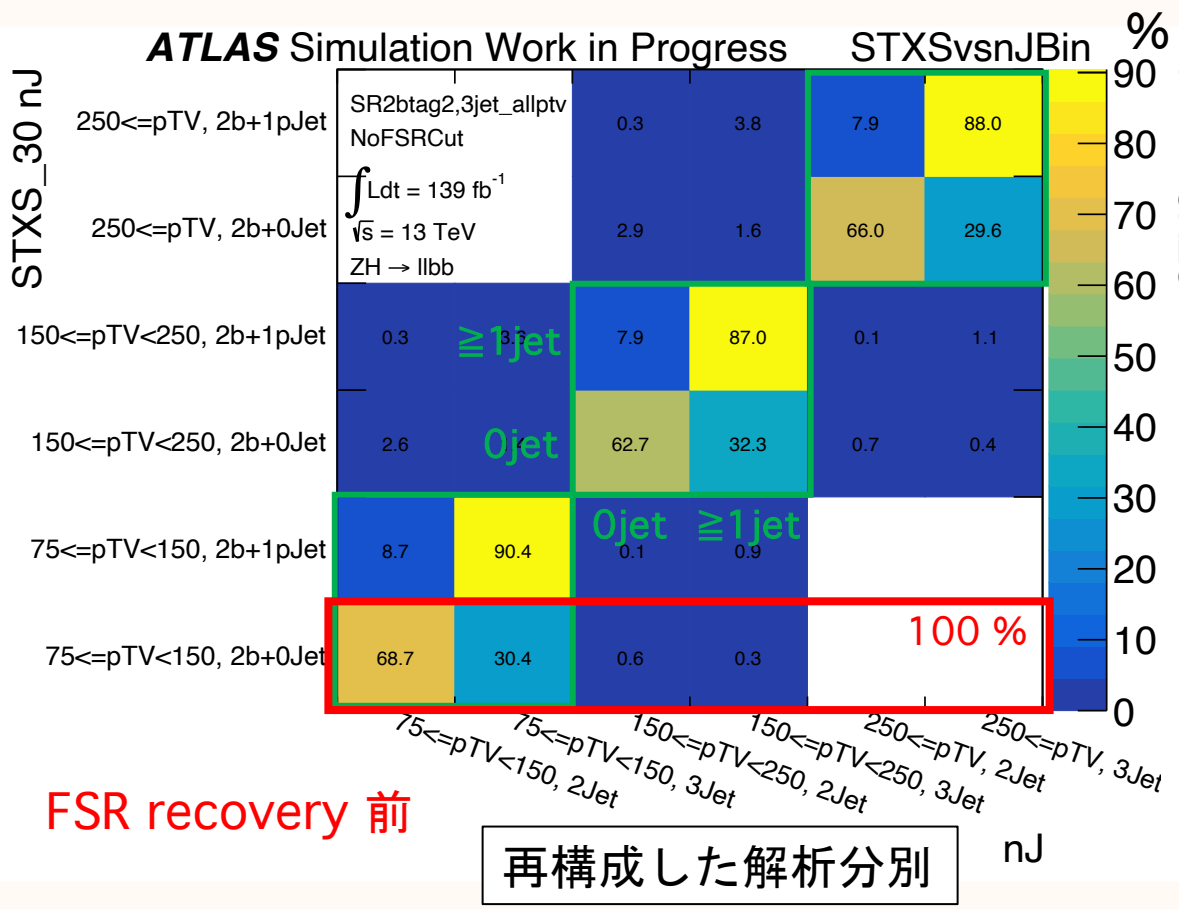 ATLAS Simulation Work in Progress STXSvsnJBin %
STXS_30 nJ
250<=pTV, 2b+1pJet
250<=pTV, 2b+0Jet
150<=pTV<250, 2b+1pJet
150<=pTV<250, 2b+0Jet
75<=pTV<150, 2b+1pJet
75<=pTV<150, 2b+0Jet
SR2btag2,3jet_allptv
NoFSRCut
∫Ldt = 139 fb⁻¹
√s = 13 TeV
ZH → llbb
0.3 3.8 7.9 88.0
2.9 1.6 66.0 29.6
0.3 ≧1jet 7.9 87.0 0.1 1.1
2.6 0jet 62.7 32.3 0.7 0.4
0jet ≧1jet
8.7 90.4 0.1 0.9
100 %
68.7 30.4 0.6 0.3
90
80
70
60
50
40
30
20
10
0
75<=pTV<150, 2Jet
75<=pTV<150, 3Jet
150<=pTV<250, 2Jet
150<=pTV<250, 3Jet
250<=pTV, 2Jet
250<=pTV, 3Jet
FSR recovery 前
再構成した解析分別
nJ